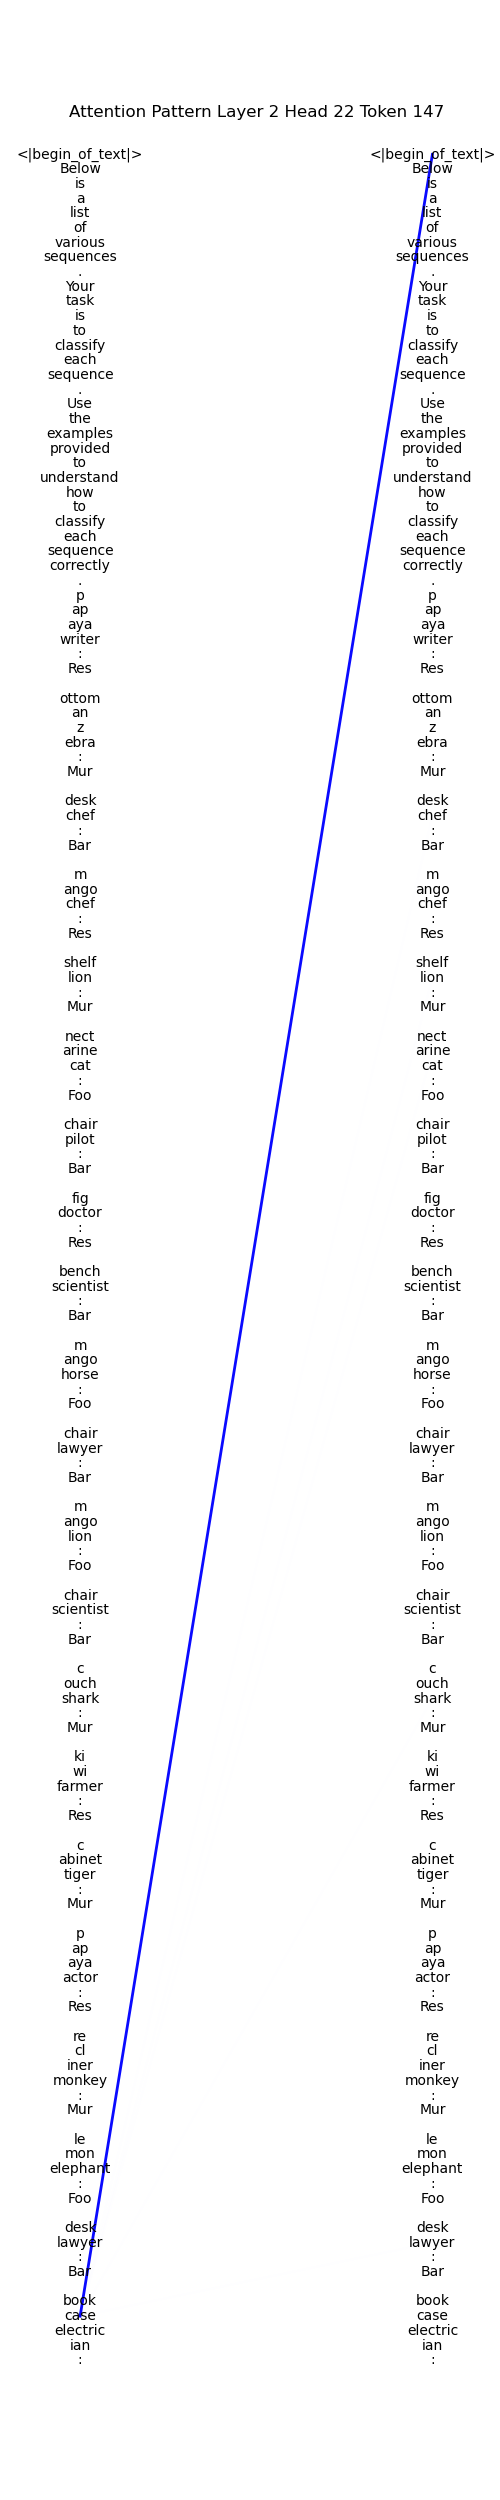 Attention Pattern Layer 2 Head 22 Token 147
<|begin_of_text|> <|begin_of_text|>
Below Below
is is
a a
list list
of of
various various
sequences sequences
. .
Your Your
task task
is is
to to
classify classify
each each
sequence sequence
. .
Use Use
the the
examples examples
provided provided
to to
understand understand
how how
to to
classify classify
each each
sequence sequence
correctly correctly
. .
p p
ap ap
aya aya
writer writer
: :
Res Res
ottom ottom
an an
z z
ebra ebra
: :
Mur Mur
desk desk
chef chef
: :
Bar Bar
m m
ango ango
chef chef
: :
Res Res
shelf shelf
lion lion
: :
Mur Mur
nect nect
arine arine
cat cat
: :
Foo Foo
chair chair
pilot pilot
: :
Bar Bar
fig fig
doctor doctor
: :
Res Res
bench bench
scientist scientist
: :
Bar Bar
m m
ango ango
horse horse
: :
Foo Foo
chair chair
lawyer lawyer
: :
Bar Bar
m m
ango ango
lion lion
: :
Foo Foo
chair chair
scientist scientist
: :
Bar Bar
c c
ouch ouch
shark shark
: :
Mur Mur
ki ki
wi wi
farmer farmer
: :
Res Res
c c
abinet abinet
tiger tiger
: :
Mur Mur
p p
ap ap
aya aya
actor actor
: :
Res Res
re re
cl cl
iner iner
monkey monkey
: :
Mur Mur
le le
mon mon
elephant elephant
: :
Foo Foo
desk desk
lawyer lawyer
: :
Bar Bar
book book
case case
electric electric
ian ian
: :